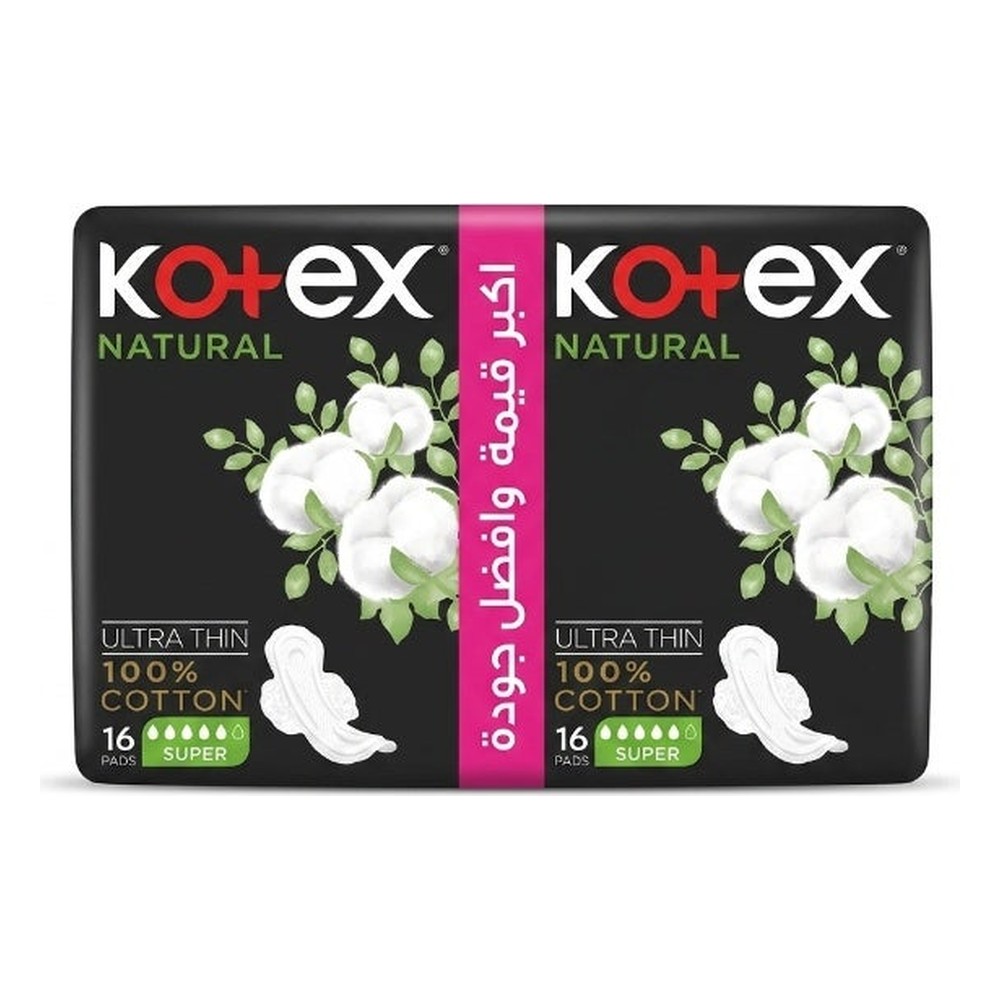 Kotex®
NATURAL
ULTRA THIN
100%
COTTON*
16
PADS
SUPER
اكبر قيمة وافضل جودة
Kotex®
NATURAL
ULTRA THIN
100%
COTTON*
16
PADS
SUPER